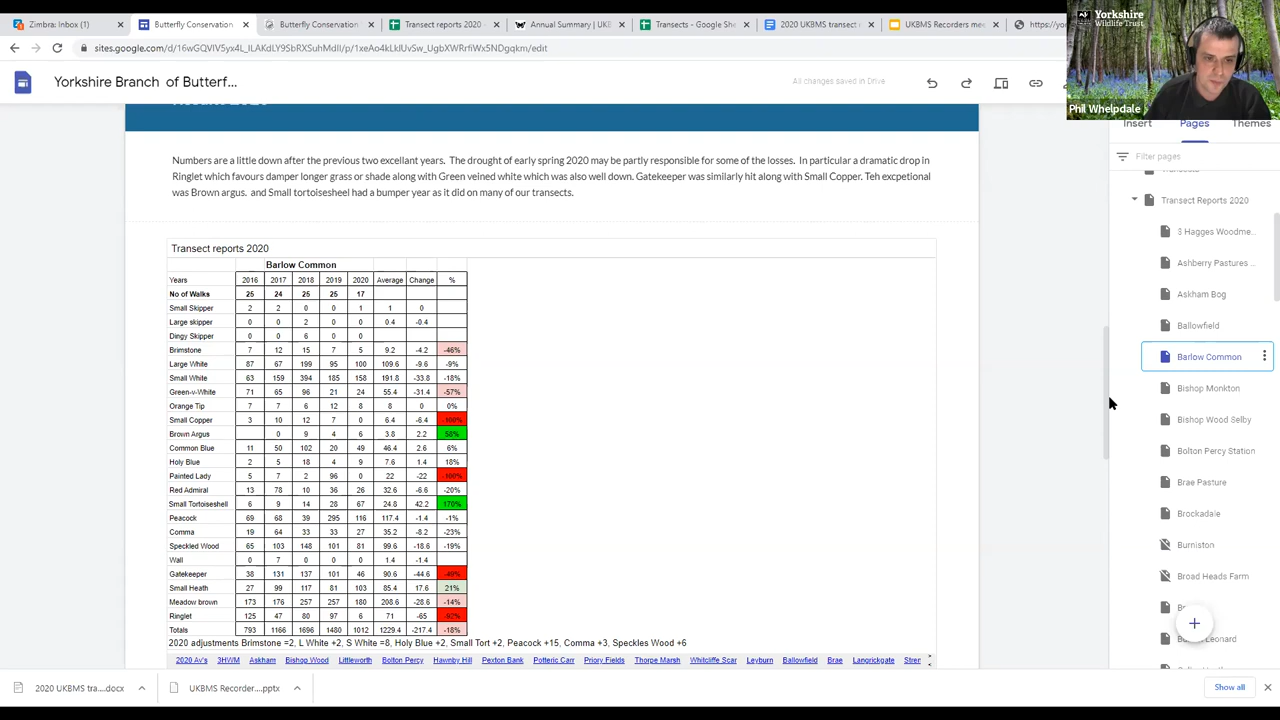 Zimbra: Inbox (2)
Butterfly Conservation
Butterfly Conservation
Transect reports 2020 -
Annual Summary | UKB
Transects - Google She
2020 UKBMS transect r
UKBMS Recorders mee
https://yo
sites.google.com/d/16wGQVIV5yx4L_ILAKdLY9SbRXSuhMdII/p/1xeAo4kLkIUvSw_UgbXWRrfiWx5NDgqkm/edit
Yorkshire Wildlife Trust
Phil Whelpdale
Yorkshire Branch of Butterf...
All changes saved in Drive
Insert Pages Themes
Results 2020
Numbers are a little down after the previous two excellant years. The drought of early spring 2020 may be partly responsible for some of the losses. In particular a dramatic drop in
Ringlet which favours damper longer grass or shade along with Green veined white which was also well down. Gatekeeper was similarly hit along with Small Copper. Teh excpetional
was Brown argus. and Small tortoisesheel had a bumper year as it did on many of our transects.
Transect reports 2020
Barlow Common
Years 2016 2017 2018 2019 2020 Average Change %
No of Walks 25 24 25 25 17
Small Skipper 2 2 0 0 1 1 0
Large skipper 0 0 2 0 0 0.4 -0.4
Dingy Skipper 0 0 6 0 0
Brimstone 7 12 15 7 5 9.2 -4.2 -46%
Large White 87 67 199 95 100 109.6 -9.6 -9%
Small White 63 159 394 185 158 191.8 -33.8 -18%
Green-v-White 71 65 96 21 24 55.4 -31.4 -57%
Orange Tip 7 7 6 12 8 8 0 0%
Small Copper 3 10 12 7 0 6.4 -6.4 -100%
Brown Argus 0 9 4 6 3.8 2.2 58%
Common Blue 11 50 102 20 49 46.4 2.6 6%
Holy Blue 2 5 18 4 9 7.6 1.4 18%
Painted Lady 5 7 2 96 0 22 -22 -100%
Red Admiral 13 78 10 36 26 32.6 -6.6 -20%
Small Tortoiseshell 6 9 14 28 67 24.8 42.2 170%
Peacock 69 68 39 295 116 117.4 -1.4 -1%
Comma 19 64 33 33 27 35.2 -8.2 -23%
Speckled Wood 65 103 148 101 81 99.6 -18.6 -19%
Wall 0 7 0 0 0 1.4 -1.4
Gatekeeper 38 131 137 101 46 90.6 -44.6 -49%
Small Heath 27 99 117 81 103 85.4 17.6 21%
Meadow brown 173 176 257 257 180 208.6 -28.6 -14%
Ringlet 125 47 80 97 6 71 -65 -92%
Totals 793 1166 1696 1480 1012 1229.4 -217.4 -18%
2020 adjustments Brimstone =2, L White +2, S White =8, Holy Blue +2, Small Tort +2, Peacock +15, Comma +3, Speckles Wood +6
2020 Av's 3HWM Askham Bishop Wood Littleworth Bolton Percy Hawnby Hill Pexton Bank Potteric Carr Priory Fields Thorpe Marsh Whitcliffe Scar Leyburn Ballowfield Brae Langrickgate Stren
Filter pages
Transect Reports 2020
S Hagges Woodme...
Ashberry Pastures ...
Askham Bog
Ballowfield
Barlow Common
Bishop Monkton
Bishop Wood Selby
Bolton Percy Station
Brae Pasture
Brockadale
Burniston
Broad Heads Farm
2020 UKBMS tra....docx
UKBMS Recorder....pptx
Show all